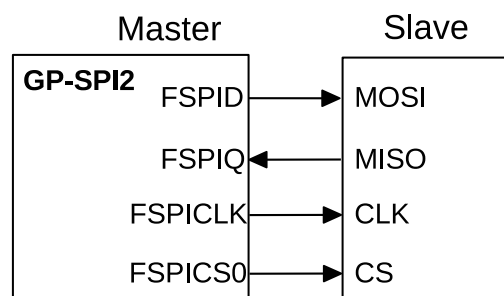 Master Slave
GP-SPI2
FSPID MOSI
FSPIQ MISO
FSPICLK CLK
FSPICS0 CS